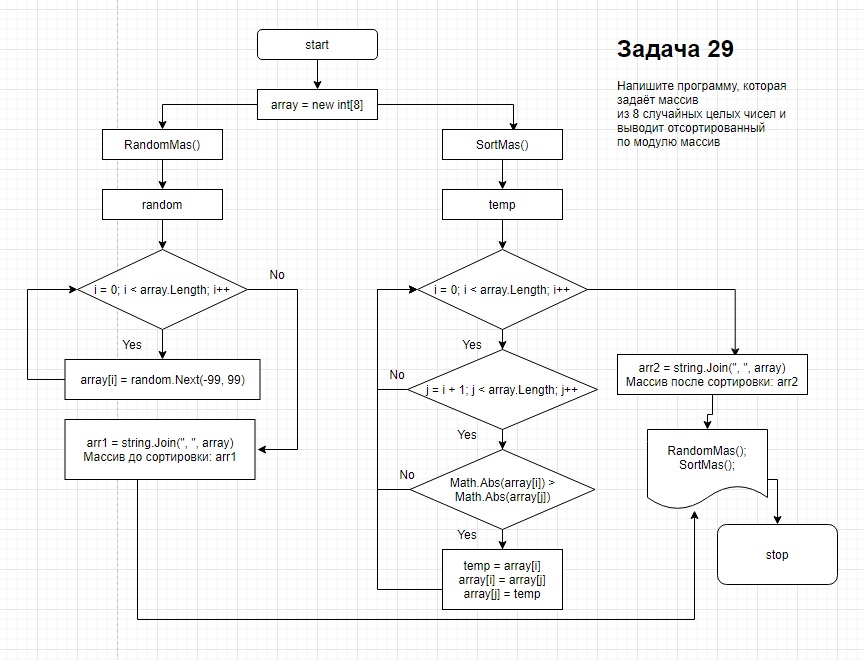 start
Задача 29
Напишите программу, которая
задаёт массив
из 8 случайных целых чисел и
выводит отсортированный
по модулю массив
array = new int[8]
RandomMas()
SortMas()
random
temp
i = 0; i < array.Length; i++
No
Yes
array[i] = random.Next(-99, 99)
arr1 = string.Join(", ", array)
Массив до сортировки: arr1
i = 0; i < array.Length; i++
Yes
No
j = i + 1; j < array.Length; j++
Yes
No
Math.Abs(array[i]) >
Math.Abs(array[j])
Yes
temp = array[i]
array[i] = array[j]
array[j] = temp
arr2 = string.Join(", ", array)
Массив после сортировки: arr2
RandomMas();
SortMas();
stop